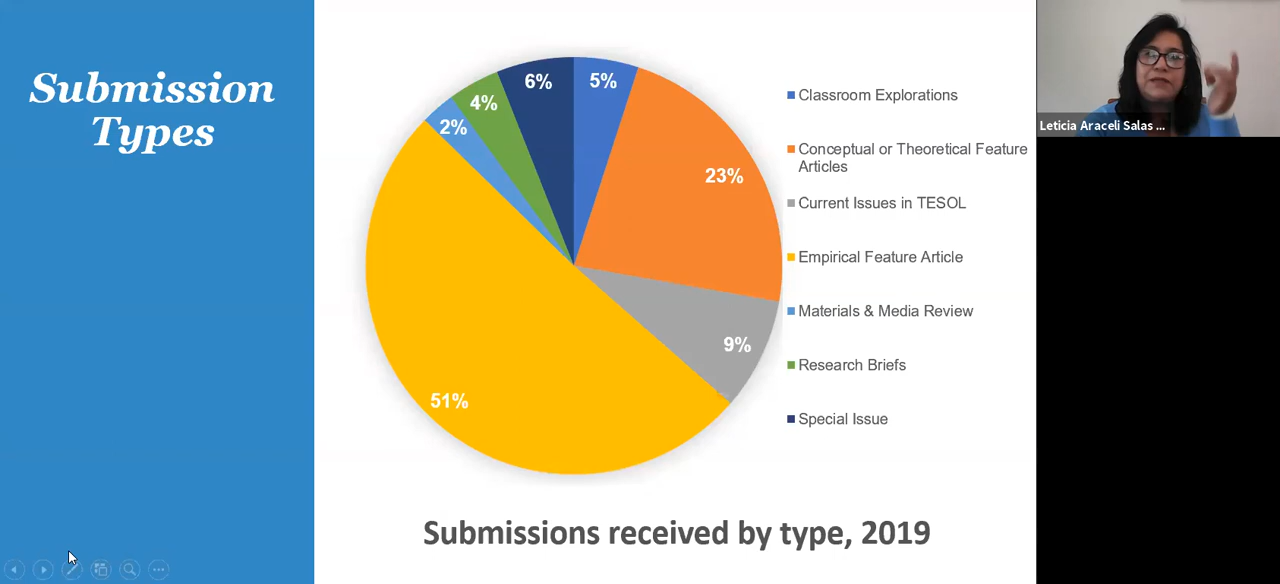 Submission
Types
6%
5%
4%
2%
23%
9%
51%
Classroom Explorations
Conceptual or Theoretical Feature
Articles
Current Issues in TESOL
Empirical Feature Article
Materials & Media Review
Research Briefs
Special Issue
Submissions received by type, 2019
Leticia Araceli Salas ...